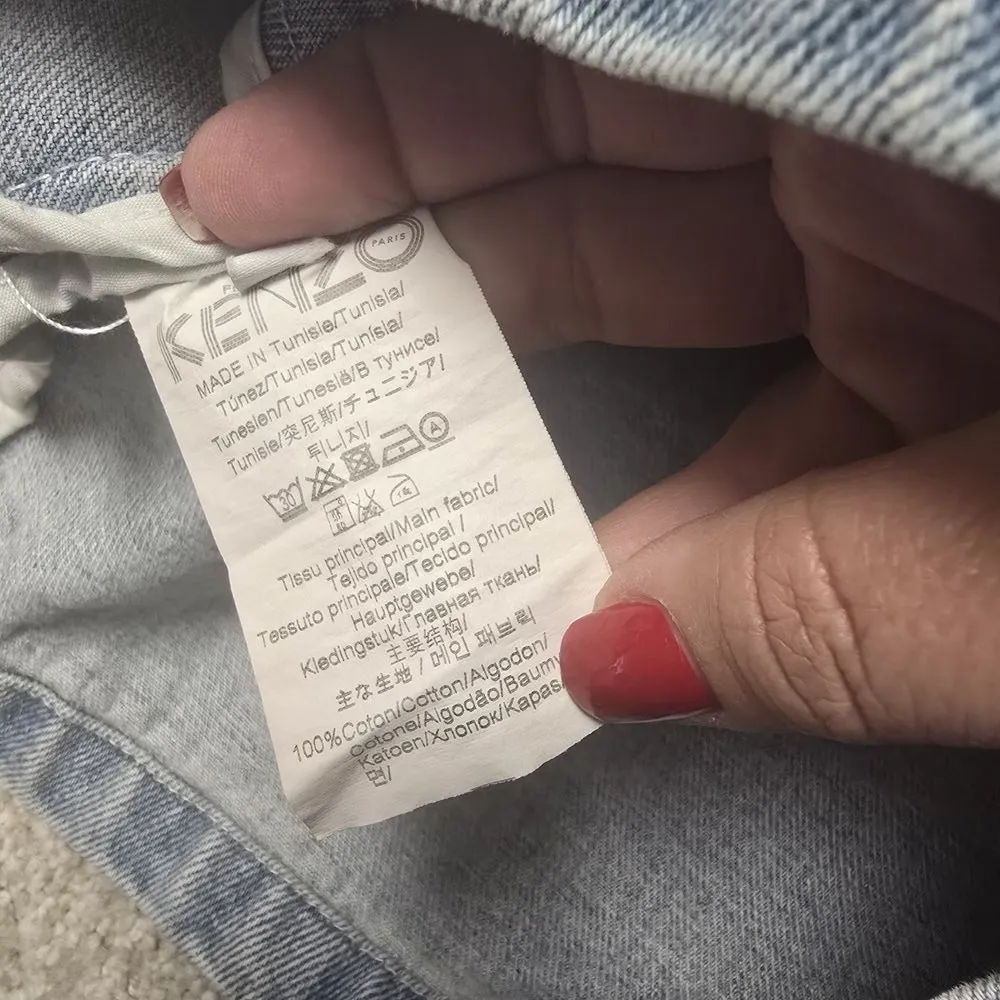 KENZO
PARIS
MADE IN Tunisie/Tunisia/
Túnez/Tunisia/Tunísia/
Tunesien/Tunesië/В тунисе/
Tunisie/突尼斯/チュニジア/
튀니지/
30
A
Tissu principal/Main fabric/
Tejido principal /
Tessuto principale/Tecido principal/
Hauptgewebe/
Kledingstuk/Главная ткань/
主要结构/
主な生地 / 메인 패브릭
100%Coton/Cotton/Algodon/
Cotone/Algodão/Baumw
Katoen/Хлопок/Kapas
면/